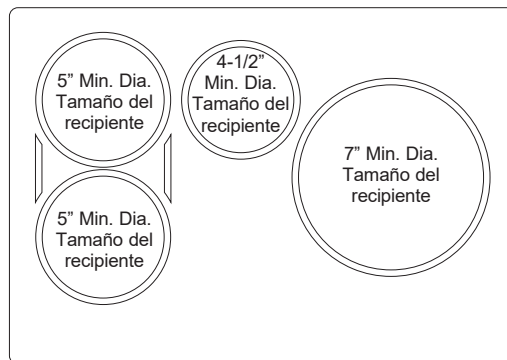 5” Min. Dia.
Tamaño del
recipiente
4-1/2”
Min. Dia.
Tamaño del
recipiente
7” Min. Dia.
Tamaño del
recipiente
5” Min. Dia.
Tamaño del
recipiente